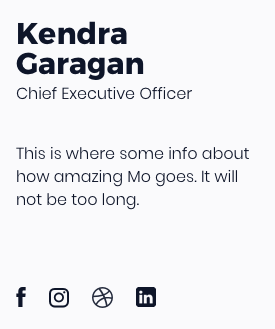 Kendra
Garagan
Chief Executive Officer
This is where some info about
how amazing Mo goes. It will
not be too long.